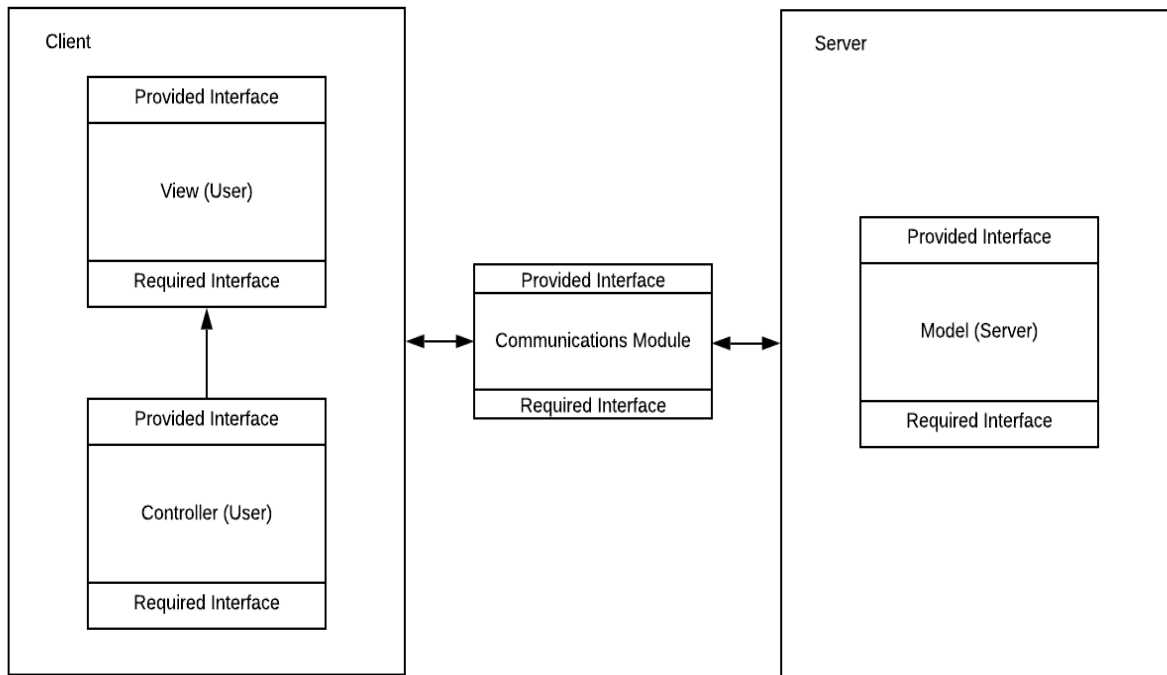 Client
Provided Interface
View (User)
Required Interface
Provided Interface
Controller (User)
Required Interface
Provided Interface
Communications Module
Required Interface
Server
Provided Interface
Model (Server)
Required Interface